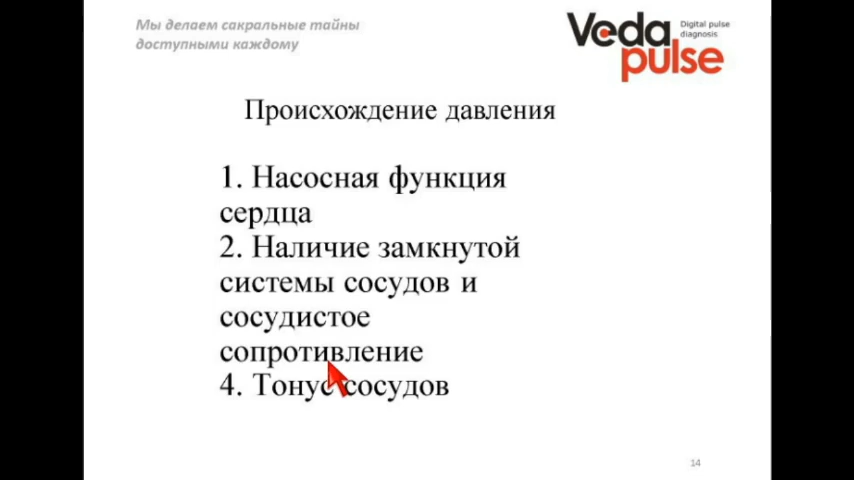 Мы делаем сакральные тайны
доступными каждому
Veda
pulse
Digital pulse
diagnosis
Происхождение давления
1. Насосная функция
сердца
2. Наличие замкнутой
системы сосудов и
сосудистое
сопротивление
4. Тонус сосудов
14